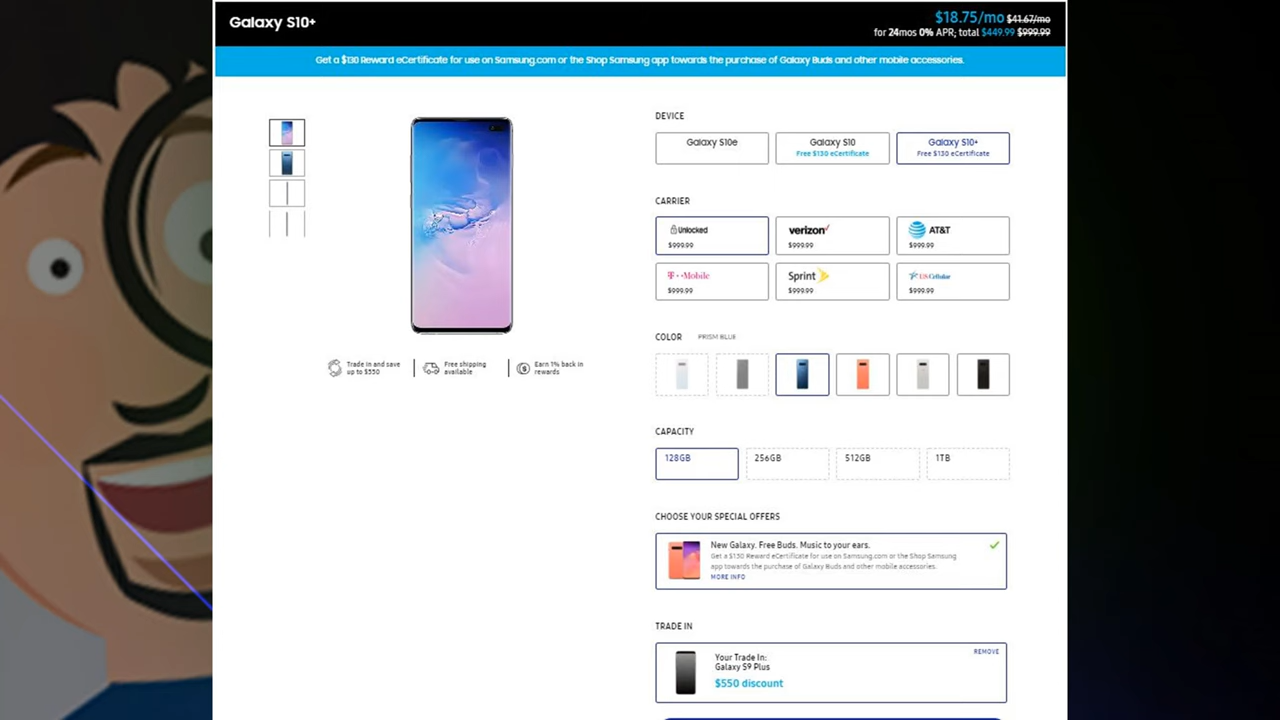 Galaxy S10+
$18.75/mo $41.67/mo
for 24mos 0% APR; total $449.99 $999.99
Get a $130 Reward eCertificate for use on Samsung.com or the Shop Samsung app towards the purchase of Galaxy Buds and other mobile accessories.
DEVICE
Galaxy S10e
Galaxy S10
Free $130 eCertificate
Galaxy S10+
Free $130 eCertificate
CARRIER
Unlocked
$999.99
verizon
$999.99
AT&T
$999.99
T-Mobile
$999.99
Sprint
$999.99
US Cellular
$999.99
COLOR PRISM BLUE
Trade in and save
up to $550
Free shipping
available
Earn 1% back in
rewards
CAPACITY
128GB
256GB
512GB
1TB
CHOOSE YOUR SPECIAL OFFERS
New Galaxy. Free Buds. Music to your ears.
Get a $130 Reward eCertificate for use on Samsung.com or the Shop Samsung
app towards the purchase of Galaxy Buds and other mobile accessories.
MORE INFO
TRADE IN
REMOVE
Your Trade In:
Galaxy S9 Plus
$550 discount